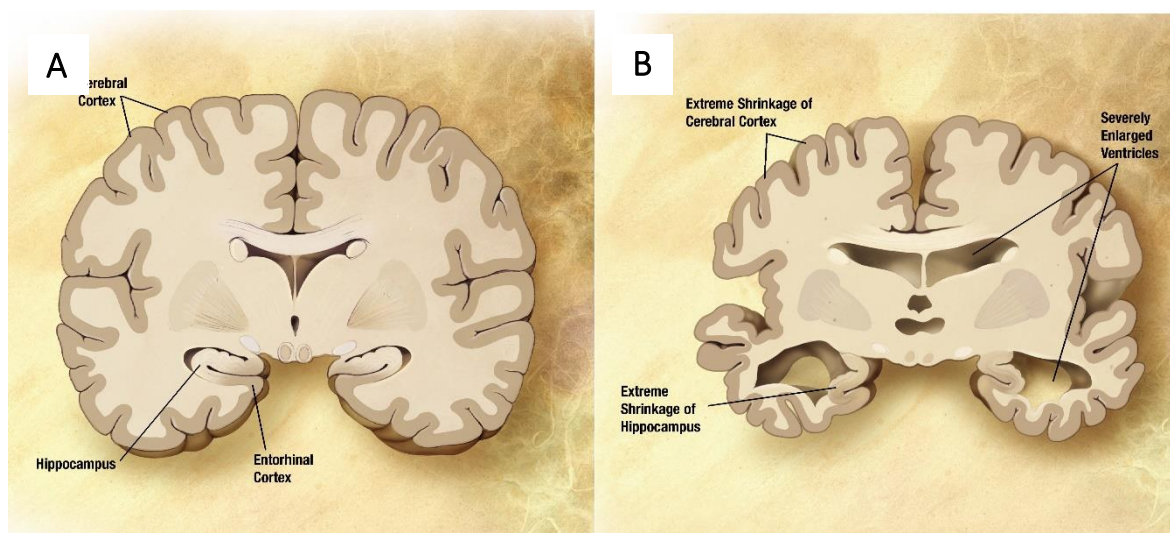 A
erebral
Cortex
Hippocampus
Entorhinal
Cortex
B
Extreme Shrinkage of
Cerebral Cortex
Severely
Enlarged
Ventricles
Extreme
Shrinkage of
Hippocampus